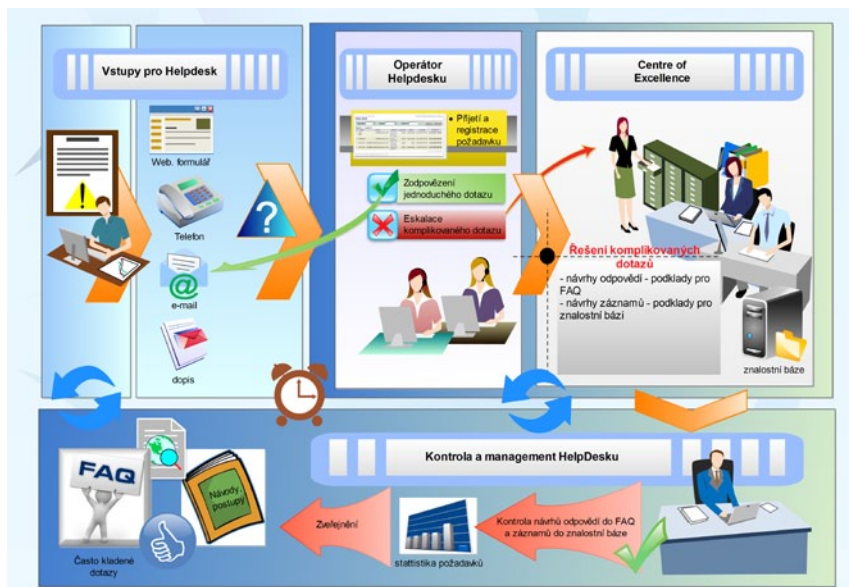 Vstupy pro Helpdesk
Web. formulář
Telefon
@
e-mail
dopis
?
Operátor
Helpdesku
• Přijetí a
registrace
požadavku
Zodpovězení
jednoduchého dotazu
Eskalace
komplikovaného dotazu
Centre of
Excellence
Řešení komplikovaných
dotazů
- návrhy odpovědí - podklady pro
FAQ
- návrhy záznamů - podklady pro
znalostní bázi
znalostní báze
Kontrola a management HelpDesku
Kontrola návrhů odpovědí do FAQ
a záznamů do znalostní báze
stattistika požadavků
Zveřejnění
Návody,
postupy
FAQ
Často kladené
dotazy